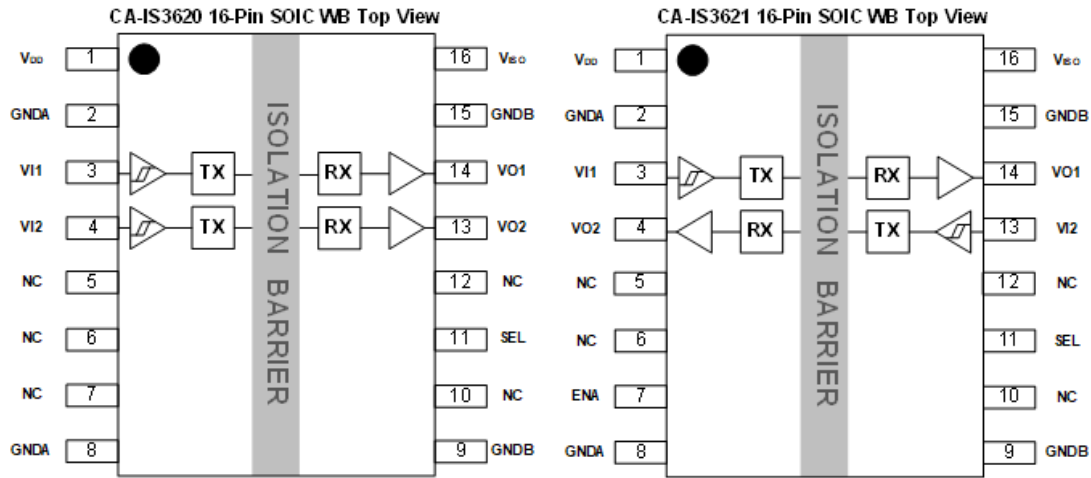 CA-IS3620 16-Pin SOIC WB Top View
VDD 1 16 VISO
GNDA 2 15 GNDB
VI1 3 TX RX 14 VO1
VI2 4 TX RX 13 VO2
NC 5 12 NC
NC 6 11 SEL
NC 7 10 NC
GNDA 8 9 GNDB
ISOLATION BARRIER
CA-IS3621 16-Pin SOIC WB Top View
VDD 1 16 VISO
GNDA 2 15 GNDB
VI1 3 TX RX 14 VO1
VO2 4 RX TX 13 VI2
NC 5 12 NC
NC 6 11 SEL
ENA 7 10 NC
GNDA 8 9 GNDB
ISOLATION BARRIER